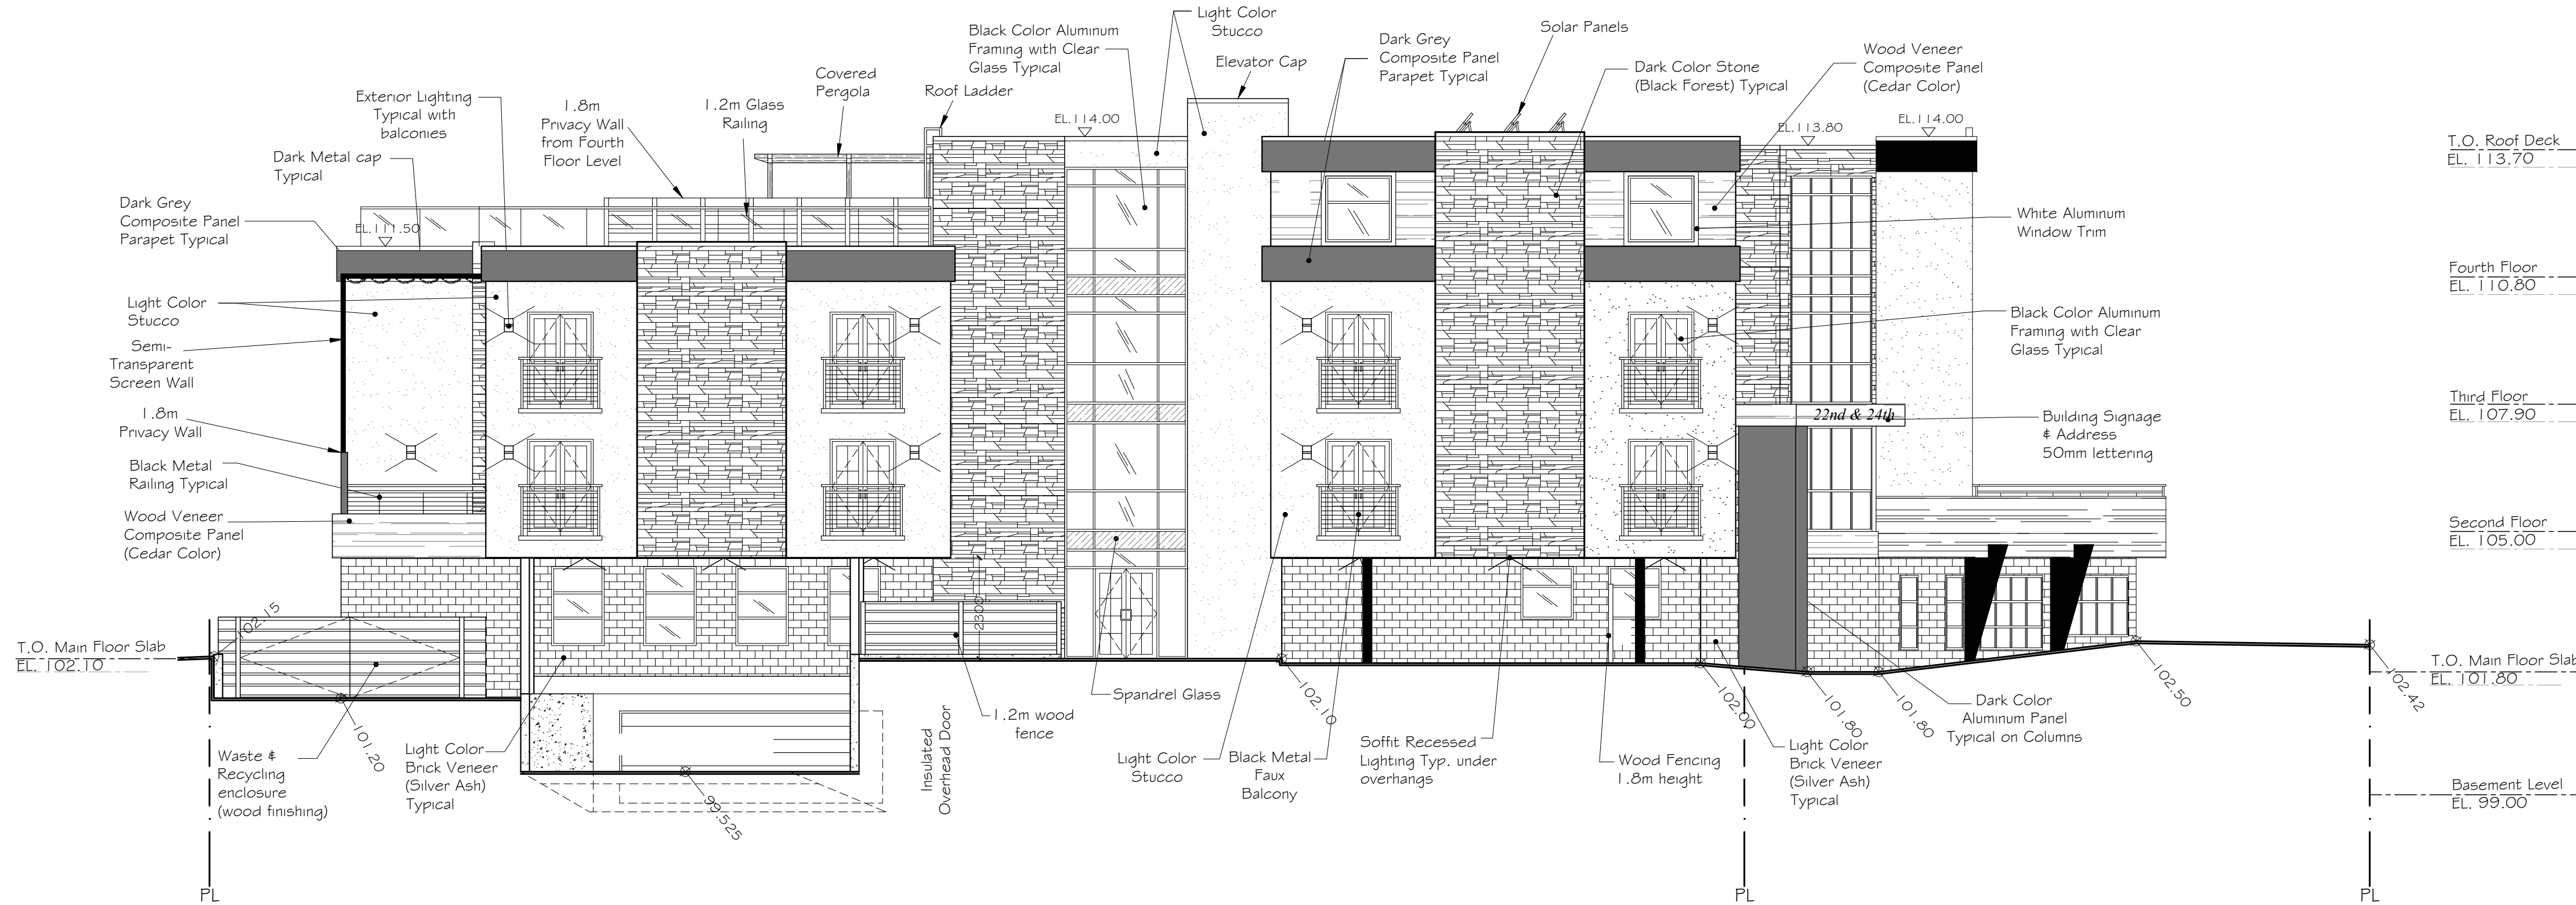 Light Color
Stucco
Black Color Aluminum
Framing with Clear
Glass Typical
Solar Panels
Dark Grey
Composite Panel
Parapet Typical
Elevator Cap
Wood Veneer
Composite Panel
(Cedar Color)
Dark Color Stone
(Black Forest) Typical
Covered
Pergola
Roof Ladder
Exterior Lighting
Typical with
balconies
1.8m
Privacy Wall
from Fourth
Floor Level
1.2m Glass
Railing
EL.114.00
EL.113.80
EL.114.00
T.O. Roof Deck
EL. 113.70
Dark Metal cap
Typical
Dark Grey
Composite Panel
Parapet Typical
EL.111.50
White Aluminum
Window Trim
Fourth Floor
EL. 110.80
Light Color
Stucco
Black Color Aluminum
Framing with Clear
Glass Typical
Semi-
Transparent
Screen Wall
Third Floor
EL. 107.90
1.8m
Privacy Wall
22nd & 24th
Building Signage
& Address
50mm lettering
Black Metal
Railing Typical
Wood Veneer
Composite Panel
(Cedar Color)
Second Floor
EL. 105.00
102.15
2300
T.O. Main Floor Slab
EL. 102.10
T.O. Main Floor Slab
EL. 101.80
101.20
102.10
102.00
101.80
101.80
102.50
102.42
Spandrel Glass
1.2m wood
fence
Dark Color
Aluminum Panel
Typical on Columns
Waste &
Recycling
enclosure
(wood finishing)
Light Color
Brick Veneer
(Silver Ash)
Typical
99.525
Insulated
Overhead Door
Light Color
Stucco
Black Metal
Faux
Balcony
Soffit Recessed
Lighting Typ. under
overhangs
Wood Fencing
1.8m height
Light Color
Brick Veneer
(Silver Ash)
Typical
Basement Level
EL. 99.00
PL
PL
PL